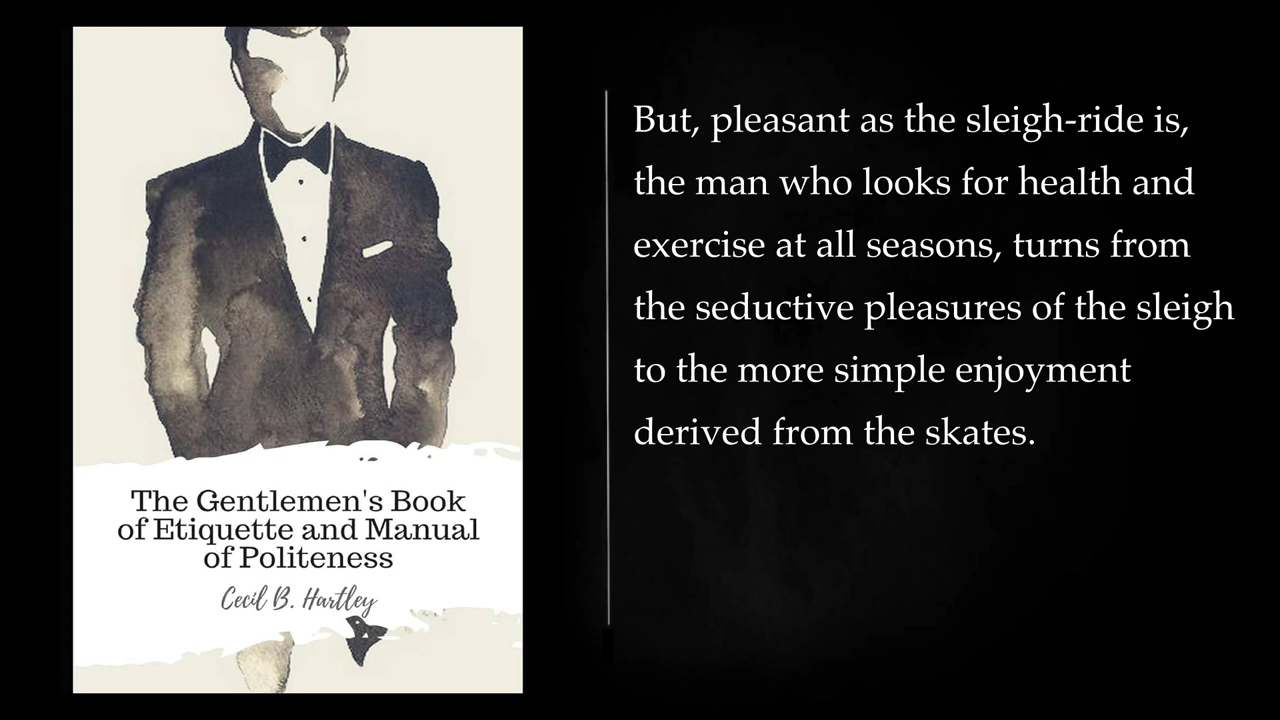 The Gentlemen's Book
of Etiquette and Manual
of Politeness
Cecil B. Hartley
But, pleasant as the sleigh-ride is,
the man who looks for health and
exercise at all seasons, turns from
the seductive pleasures of the sleigh
to the more simple enjoyment
derived from the skates.